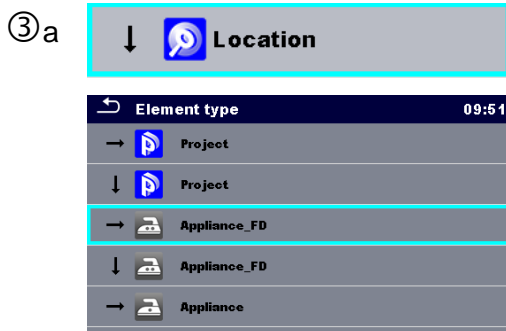 ③a
↓ Location
Element type 09:51
→ Project
↓ Project
→ Appliance_FD
↓ Appliance_FD
→ Appliance